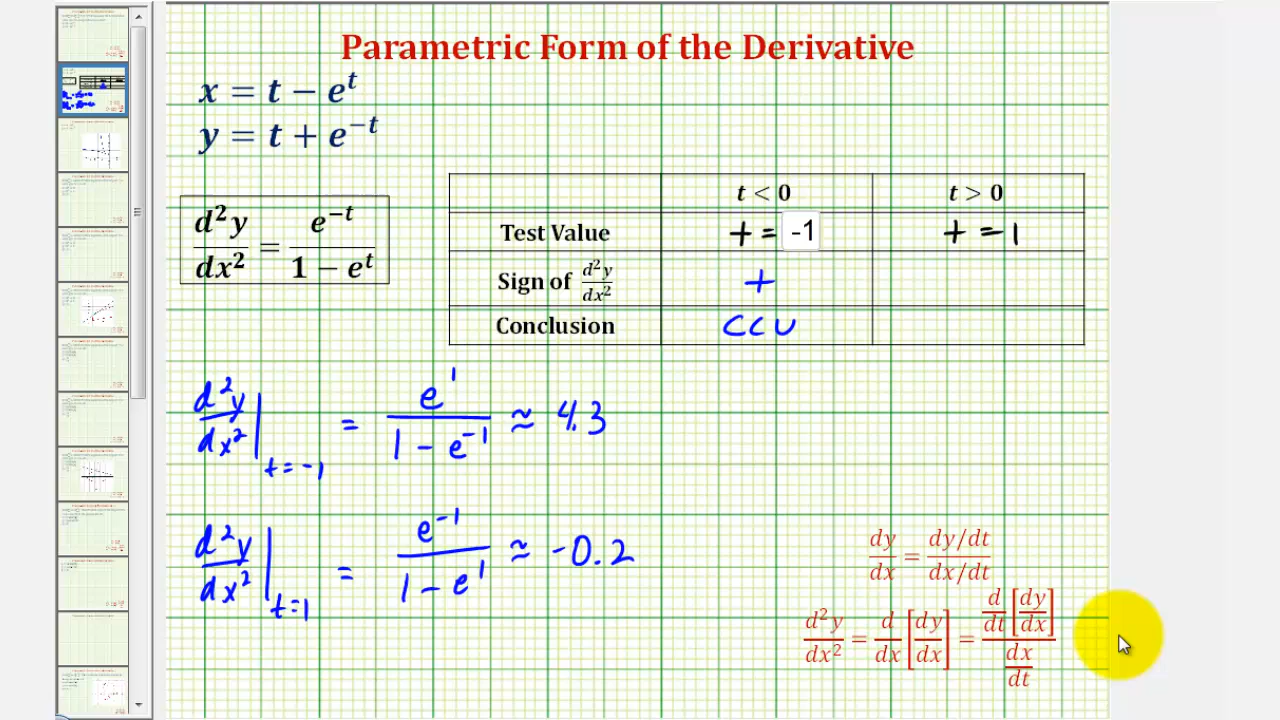 Parametric Form of the Derivative
x = t − e^t
y = t + e^{−t}
d²y/dx² = e^{−t}/(1 − e^t)
t < 0 t > 0
Test Value t = -1 t = 1
Sign of d²y/dx² +
Conclusion CCU
d²y/dx² |_{t=-1} = e^1/(1 − e^{-1}) ≈ 4.3
d²y/dx² |_{t=1} = e^{-1}/(1 − e^1) ≈ -0.2
dy/dx = (dy/dt)/(dx/dt)
d²y/dx² = d/dx [dy/dx] = (d/dt [dy/dx])/(dx/dt)